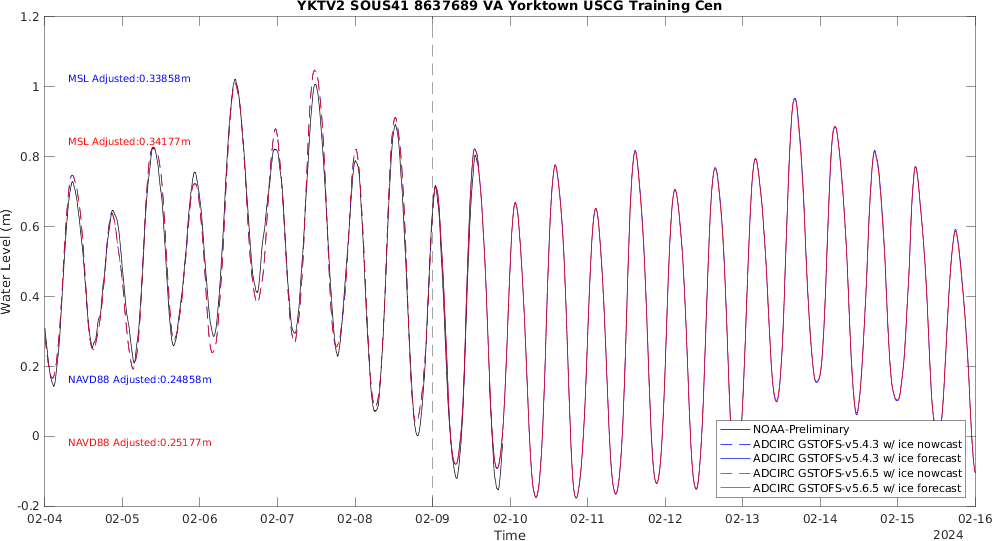 YKTV2 SOUS41 8637689 VA Yorktown USCG Training Cen
1.2
1
0.8
0.6
0.4
0.2
0
-0.2
Water Level (m)
MSL Adjusted:0.33858m
MSL Adjusted:0.34177m
NAVD88 Adjusted:0.24858m
NAVD88 Adjusted:0.25177m
NOAA-Preliminary
ADCIRC GSTOFS-v5.4.3 w/ ice nowcast
ADCIRC GSTOFS-v5.4.3 w/ ice forecast
ADCIRC GSTOFS-v5.6.5 w/ ice nowcast
ADCIRC GSTOFS-v5.6.5 w/ ice forecast
02-04 02-05 02-06 02-07 02-08 02-09 02-10 02-11 02-12 02-13 02-14 02-15 02-16
Time
2024